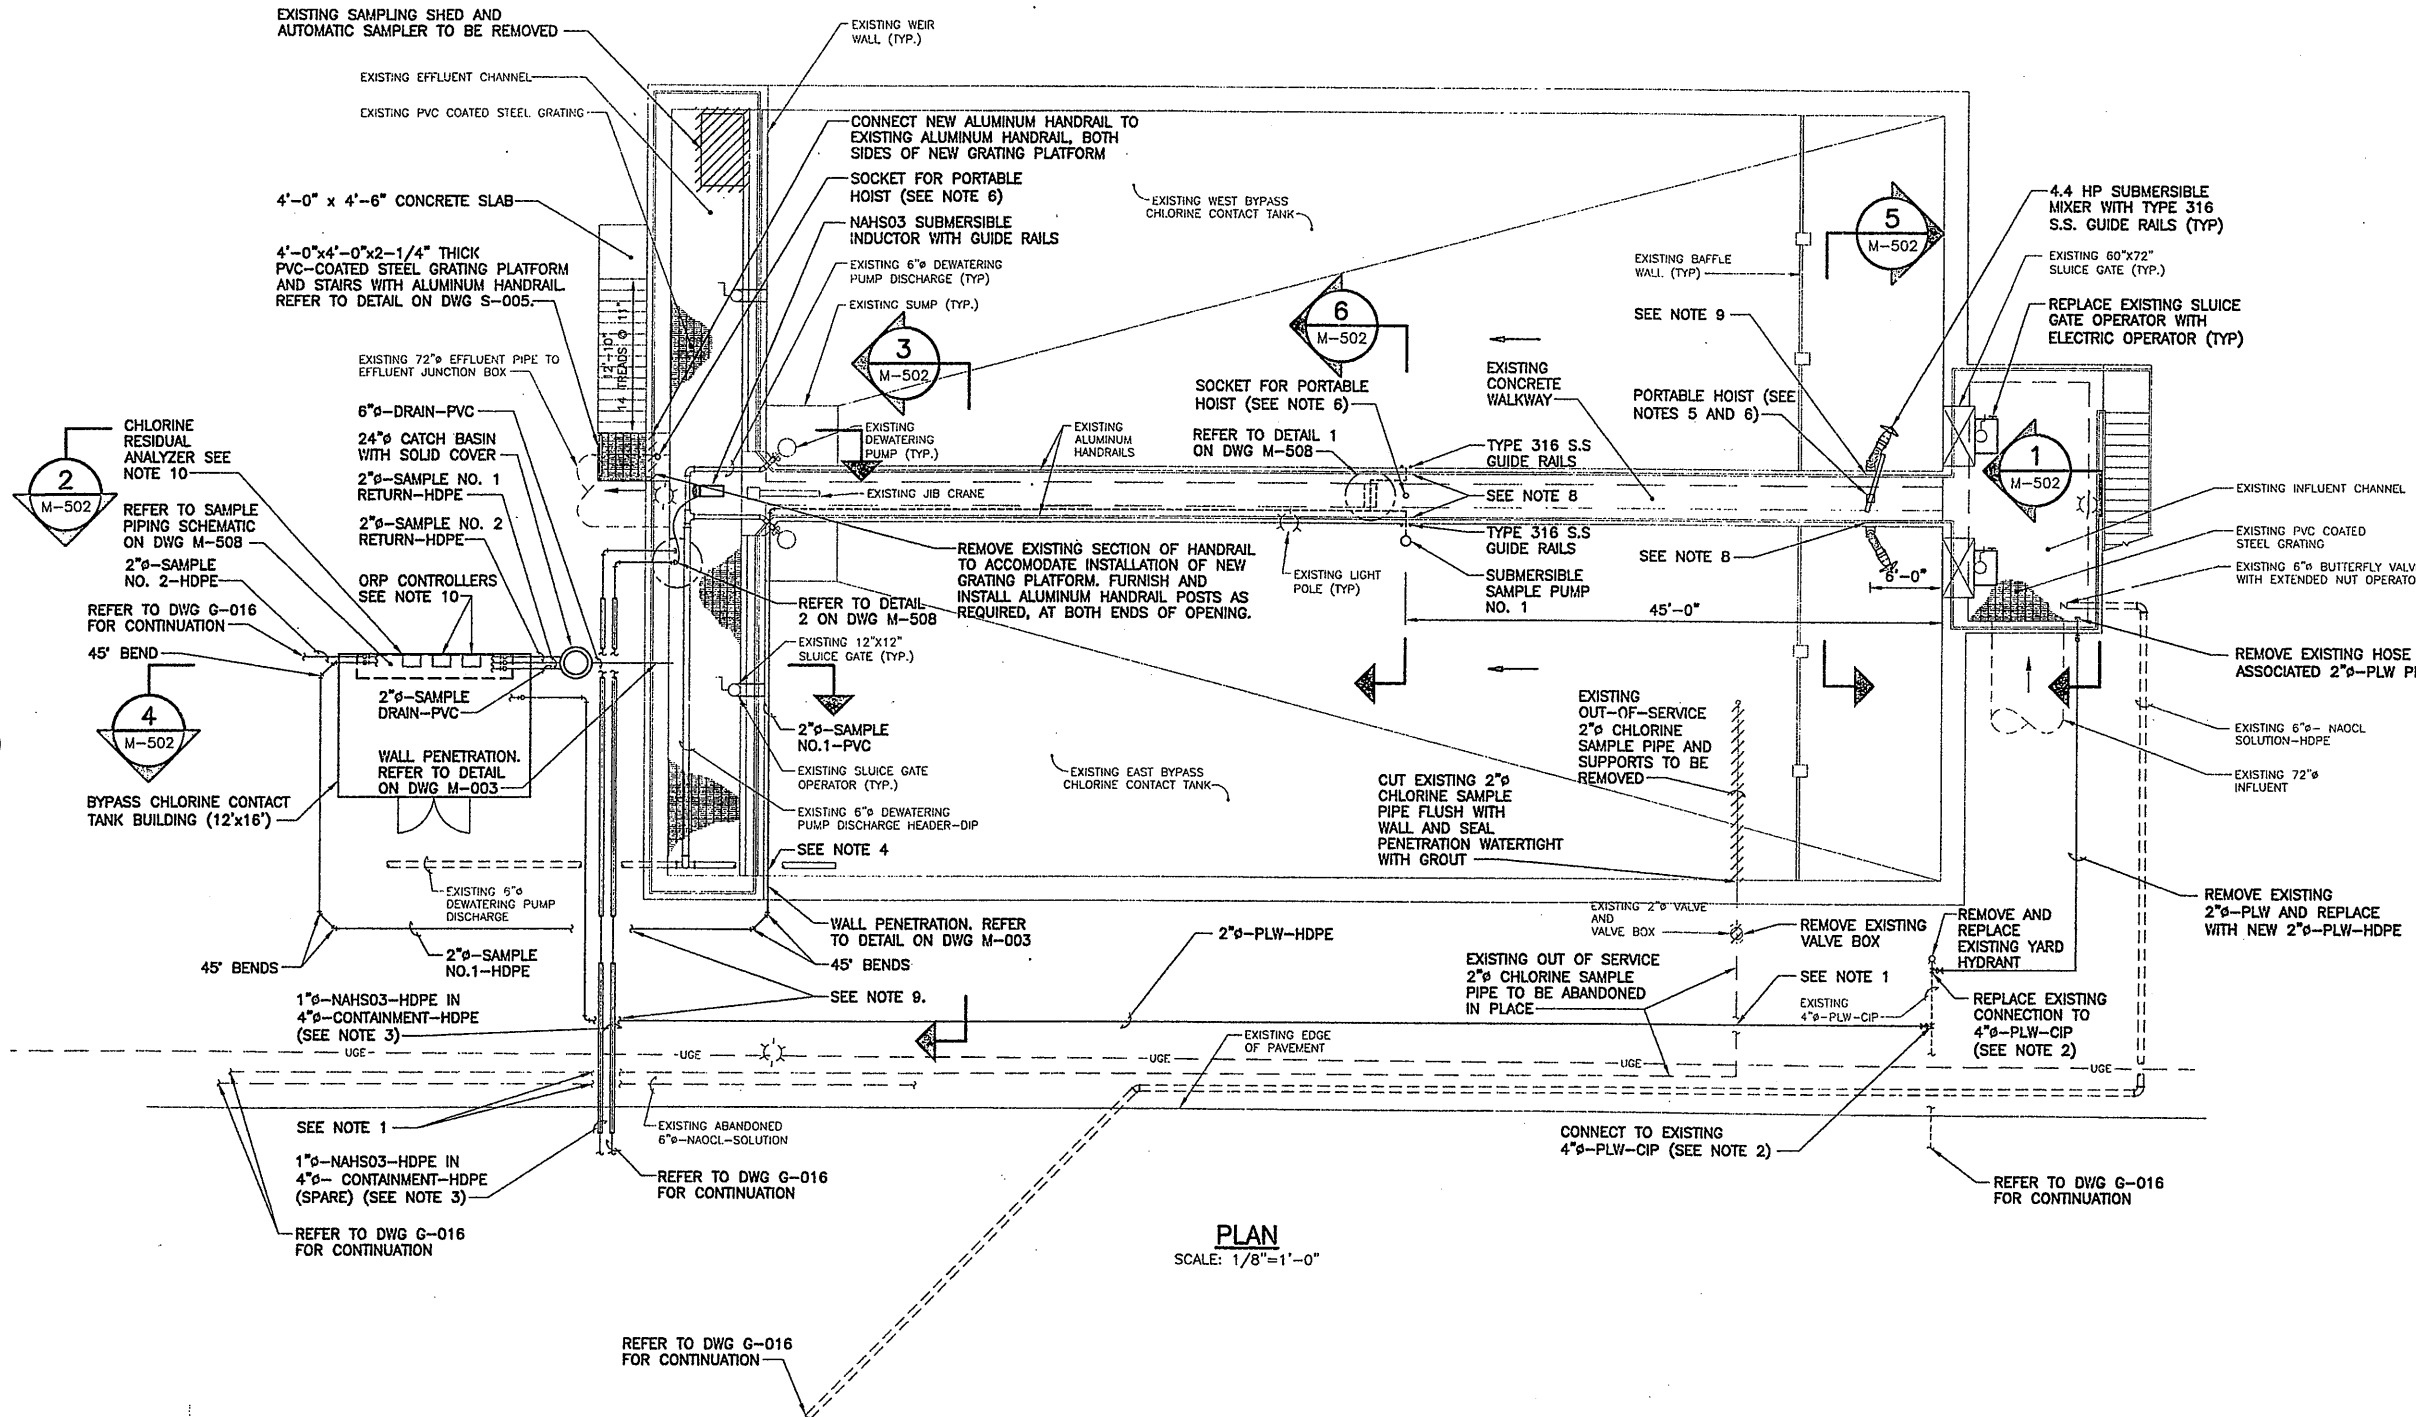 EXISTING SAMPLING SHED AND
AUTOMATIC SAMPLER TO BE REMOVED
EXISTING EFFLUENT CHANNEL
EXISTING PVC COATED STEEL GRATING
4'-0" x 4'-6" CONCRETE SLAB
4'-0"x4'-0"x2-1/4" THICK
PVC-COATED STEEL GRATING PLATFORM
AND STAIRS WITH ALUMINUM HANDRAIL
REFER TO DETAIL ON DWG S-005.
12'-10"
14 TREADS @ 11"
EXISTING 72"ø EFFLUENT PIPE TO
EFFLUENT JUNCTION BOX
6"ø-DRAIN-PVC
24"ø CATCH BASIN
WITH SOLID COVER
2"ø-SAMPLE NO. 1
RETURN-HDPE
2"ø-SAMPLE NO. 2
RETURN-HDPE
ORP CONTROLLERS
SEE NOTE 10
CHLORINE
RESIDUAL
ANALYZER SEE
NOTE 10
2
M-502
REFER TO SAMPLE
PIPING SCHEMATIC
ON DWG M-508
2"ø-SAMPLE
NO. 2-HDPE
REFER TO DWG G-016
FOR CONTINUATION
45° BEND
4
M-502
2"ø-SAMPLE
DRAIN-PVC
WALL PENETRATION.
REFER TO DETAIL
ON DWG M-003
BYPASS CHLORINE CONTACT
TANK BUILDING (12'x16')
EXISTING 6"ø
DEWATERING PUMP
DISCHARGE
2"ø-SAMPLE
NO.1-HDPE
45° BENDS
1"ø-NAHS03-HDPE IN
4"ø-CONTAINMENT-HDPE
(SEE NOTE 3)
UGE
SEE NOTE 1
1"ø-NAHS03-HDPE IN
4"ø- CONTAINMENT-HDPE
(SPARE) (SEE NOTE 3)
REFER TO DWG G-016
FOR CONTINUATION
EXISTING WEIR
WALL (TYP.)
CONNECT NEW ALUMINUM HANDRAIL TO
EXISTING ALUMINUM HANDRAIL, BOTH
SIDES OF NEW GRATING PLATFORM
SOCKET FOR PORTABLE
HOIST (SEE NOTE 6)
NAHS03 SUBMERSIBLE
INDUCTOR WITH GUIDE RAILS
EXISTING 6"ø DEWATERING
PUMP DISCHARGE (TYP)
EXISTING SUMP (TYP.)
3
M-502
EXISTING
DEWATERING
PUMP (TYP.)
EXISTING JIB CRANE
EXISTING
ALUMINUM
HANDRAILS
REMOVE EXISTING SECTION OF HANDRAIL
TO ACCOMODATE INSTALLATION OF NEW
GRATING PLATFORM. FURNISH AND
INSTALL ALUMINUM HANDRAIL POSTS AS
REQUIRED, AT BOTH ENDS OF OPENING.
REFER TO DETAIL
2 ON DWG M-508
EXISTING 12"X12"
SLUICE GATE (TYP.)
2"ø-SAMPLE
NO.1-PVC
EXISTING SLUICE GATE
OPERATOR (TYP.)
EXISTING 6"ø DEWATERING
PUMP DISCHARGE HEADER-DIP
SEE NOTE 4
WALL PENETRATION. REFER
TO DETAIL ON DWG M-003
45° BENDS
SEE NOTE 9.
UGE
EXISTING ABANDONED
6"ø-NAOCL-SOLUTION
REFER TO DWG G-016
FOR CONTINUATION
REFER TO DWG G-016
FOR CONTINUATION
EXISTING WEST BYPASS
CHLORINE CONTACT TANK
6
M-502
SOCKET FOR PORTABLE
HOIST (SEE NOTE 6)
REFER TO DETAIL 1
ON DWG M-508
TYPE 316 S.S
GUIDE RAILS
SEE NOTE 8
TYPE 316 S.S
GUIDE RAILS
EXISTING LIGHT
POLE (TYP)
SUBMERSIBLE
SAMPLE PUMP
NO. 1
EXISTING
CONCRETE
WALKWAY
45'-0"
6'-0"
EXISTING EAST BYPASS
CHLORINE CONTACT TANK
EXISTING BAFFLE
WALL (TYP)
SEE NOTE 9
PORTABLE HOIST (SEE
NOTES 5 AND 6)
SEE NOTE 8
5
M-502
4.4 HP SUBMERSIBLE
MIXER WITH TYPE 316
S.S. GUIDE RAILS (TYP)
EXISTING 60"X72"
SLUICE GATE (TYP.)
REPLACE EXISTING SLUICE
GATE OPERATOR WITH
ELECTRIC OPERATOR (TYP)
1
M-502
EXISTING INFLUENT CHANNEL
EXISTING PVC COATED
STEEL GRATING
EXISTING 6"ø BUTTERFLY VALV
WITH EXTENDED NUT OPERATO
REMOVE EXISTING HOSE
ASSOCIATED 2"ø-PLW P
EXISTING 6"ø- NAOCL
SOLUTION-HDPE
EXISTING 72"ø
INFLUENT
EXISTING
OUT-OF-SERVICE
2"ø CHLORINE
SAMPLE PIPE AND
SUPPORTS TO BE
REMOVED
CUT EXISTING 2"ø
CHLORINE SAMPLE
PIPE FLUSH WITH
WALL AND SEAL
PENETRATION WATERTIGHT
WITH GROUT
EXISTING 2"ø VALVE
AND
VALVE BOX
REMOVE EXISTING
VALVE BOX
REMOVE AND
REPLACE
EXISTING YARD
HYDRANT
REMOVE EXISTING
2"ø-PLW AND REPLACE
WITH NEW 2"ø-PLW-HDPE
2"ø-PLW-HDPE
EXISTING OUT OF SERVICE
2"ø CHLORINE SAMPLE
PIPE TO BE ABANDONED
IN PLACE
SEE NOTE 1
EXISTING
4"ø-PLW-CIP
REPLACE EXISTING
CONNECTION TO
4"ø-PLW-CIP
(SEE NOTE 2)
EXISTING EDGE
OF PAVEMENT
UGE
UGE
UGE
CONNECT TO EXISTING
4"ø-PLW-CIP (SEE NOTE 2)
REFER TO DWG G-016
FOR CONTINUATION
PLAN
SCALE: 1/8"=1'-0"